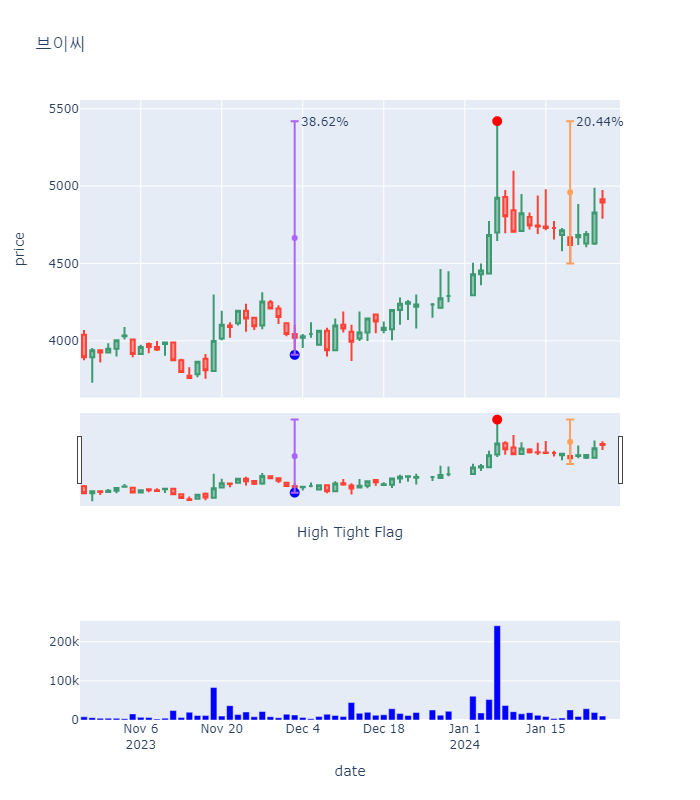 브이씨
5500
38.62%
20.44%
5000
price
4500
4000
High Tight Flag
200k
100k
0
Nov 6
2023
Nov 20
Dec 4
Dec 18
Jan 1
2024
Jan 15
date